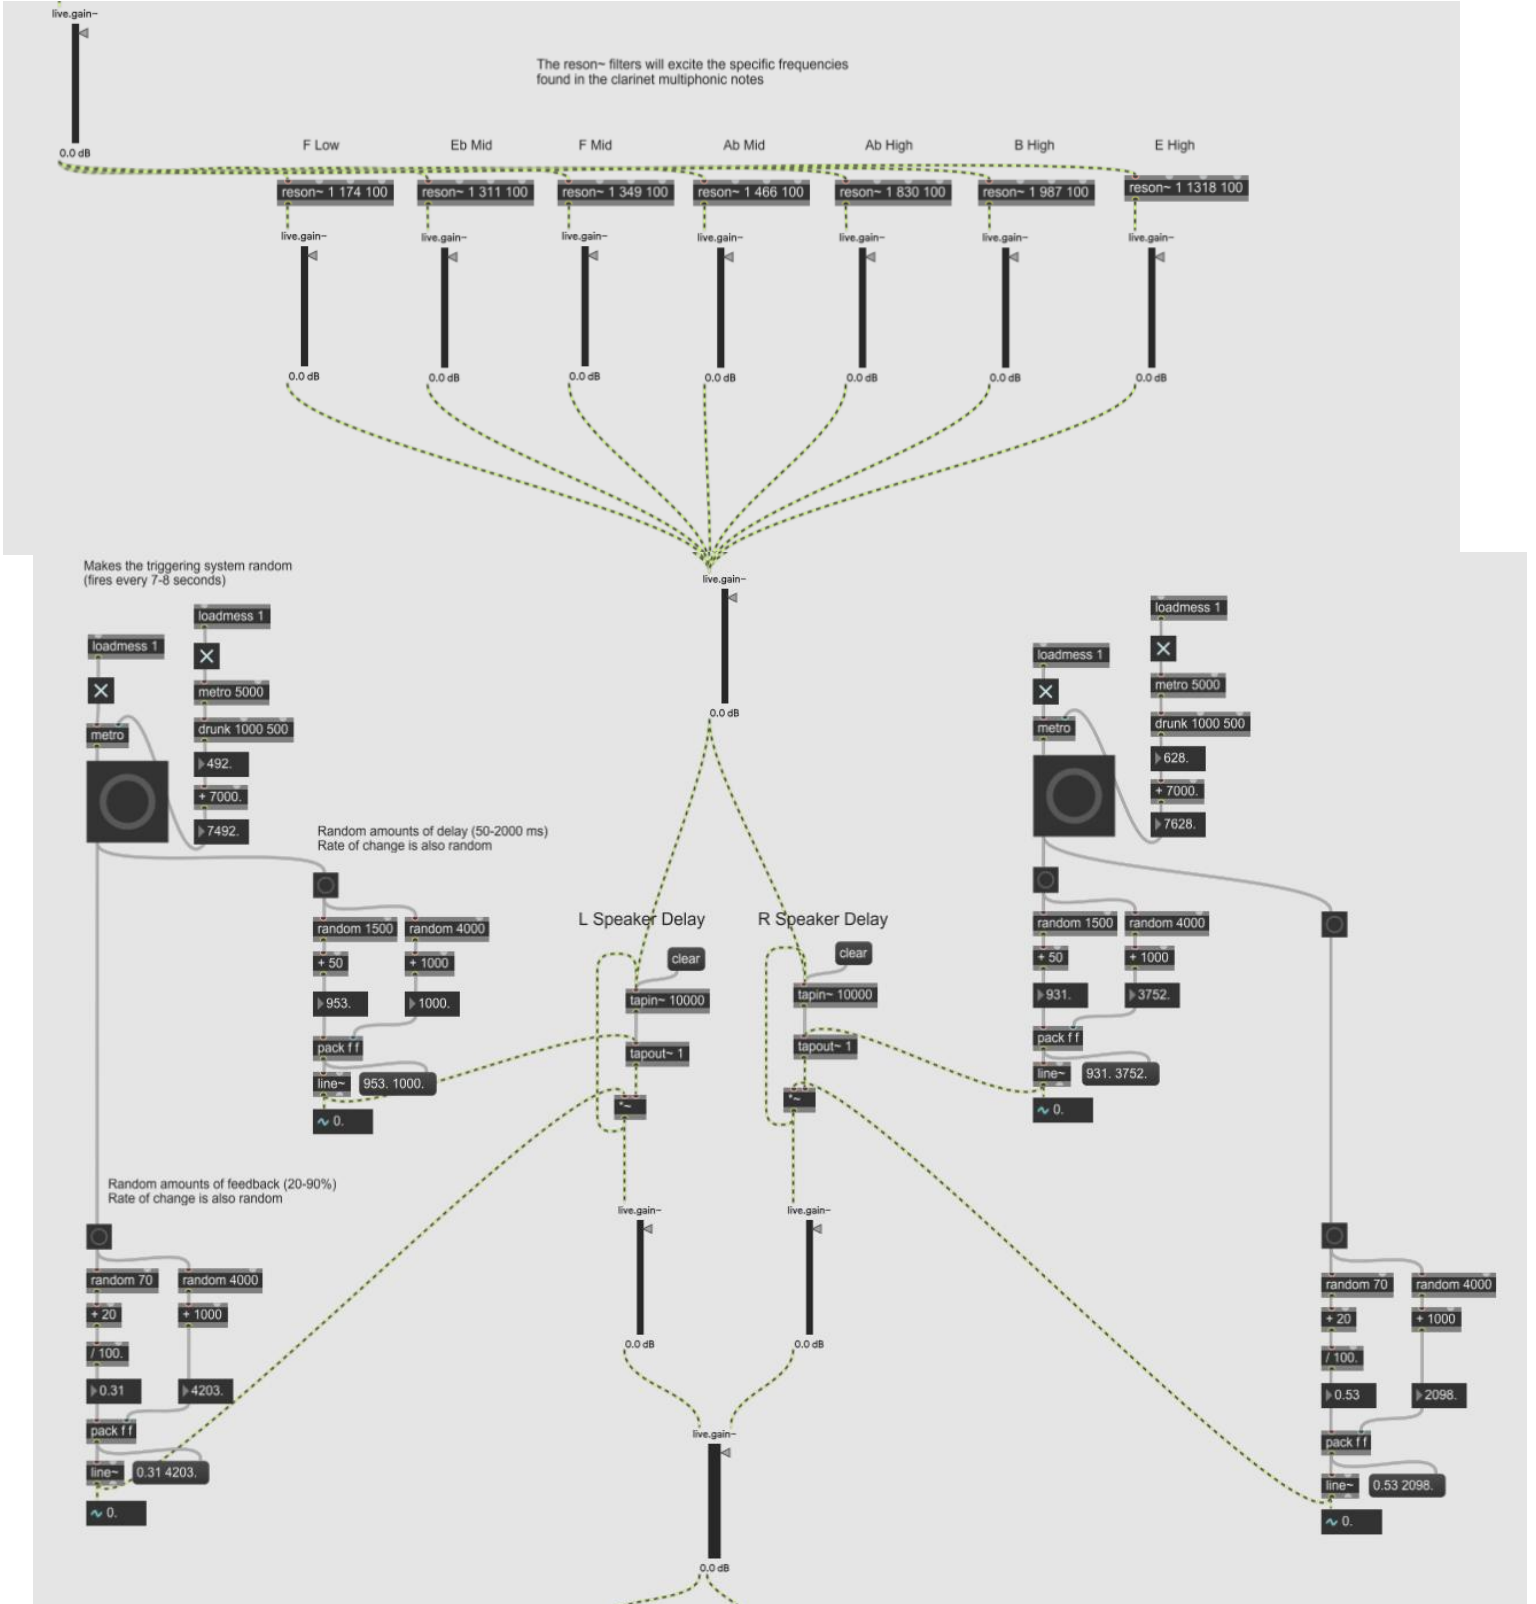 live.gain~
0.0 dB
The reson~ filters will excite the specific frequencies
found in the clarinet multiphonic notes
F Low
Eb Mid
F Mid
Ab Mid
Ab High
B High
E High
reson~ 1 174 100
reson~ 1 311 100
reson~ 1 349 100
reson~ 1 466 100
reson~ 1 830 100
reson~ 1 987 100
reson~ 1 1318 100
live.gain~
live.gain~
live.gain~
live.gain~
live.gain~
live.gain~
live.gain~
0.0 dB
0.0 dB
0.0 dB
0.0 dB
0.0 dB
0.0 dB
0.0 dB
live.gain~
0.0 dB
Makes the triggering system random
(fires every 7-8 seconds)
loadmess 1
metro
loadmess 1
metro 5000
drunk 1000 500
492.
+ 7000.
7492.
Random amounts of delay (50-2000 ms)
Rate of change is also random
random 1500
random 4000
+ 50
+ 1000
953.
1000.
pack f f
line~
953. 1000.
0.
L Speaker Delay
clear
tapin~ 10000
tapout~ 1
*~
R Speaker Delay
clear
tapin~ 10000
tapout~ 1
*~
loadmess 1
metro
loadmess 1
metro 5000
drunk 1000 500
628.
+ 7000.
7628.
random 1500
random 4000
+ 50
+ 1000
931.
3752.
pack f f
line~
931. 3752.
0.
Random amounts of feedback (20-90%)
Rate of change is also random
random 70
random 4000
+ 20
+ 1000
/ 100.
0.31
4203.
pack f f
line~
0.31 4203.
0.
live.gain~
live.gain~
0.0 dB
0.0 dB
live.gain~
0.0 dB
random 70
random 4000
+ 20
+ 1000
/ 100.
0.53
2098.
pack f f
line~
0.53 2098.
0.